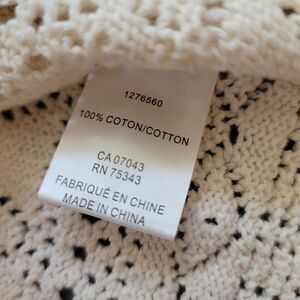 1276560
100% COTON/COTTON
CA 07043
RN 75343
FABRIQUÉ EN CHINE
MADE IN CHINA